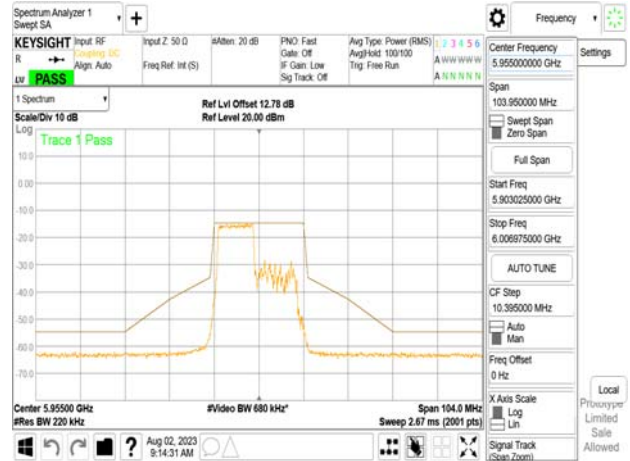 Spectrum Analyzer 1
Swept SA
+
Frequency
KEYSIGHT
Input: RF
Coupling: DC
Align: Auto
Input Z: 50 Ω
Freq Ref: Int (S)
#Atten: 20 dB
PNO: Fast
Gate: Off
IF Gain: Low
Sig Track: Off
Avg Type: Power (RMS)
Avg|Hold: 100/100
Trig: Free Run
1 2 3 4 5 6
A W W W W W
A N N N N N
R
LW
PASS
Center Frequency
5.955000000 GHz
Settings
Span
103.950000 MHz
Swept Span
Zero Span
Full Span
Start Freq
5.903025000 GHz
Stop Freq
6.006975000 GHz
AUTO TUNE
CF Step
10.395000 MHz
Auto
Man
Freq Offset
0 Hz
X Axis Scale
Log
Lin
Signal Track
(Span Zoom)
Local
Prototype
Limited
Sale
Allowed
1 Spectrum
Scale/Div 10 dB
Ref Lvl Offset 12.78 dB
Ref Level 20.00 dBm
Log
Trace 1 Pass
10.0
0.00
-10.0
-20.0
-30.0
-40.0
-50.0
-60.0
-70.0
Center 5.95500 GHz
#Res BW 220 kHz
#Video BW 680 kHz*
Span 104.0 MHz
Sweep 2.67 ms (2001 pts)
?
Aug 02, 2023
9:14:31 AM